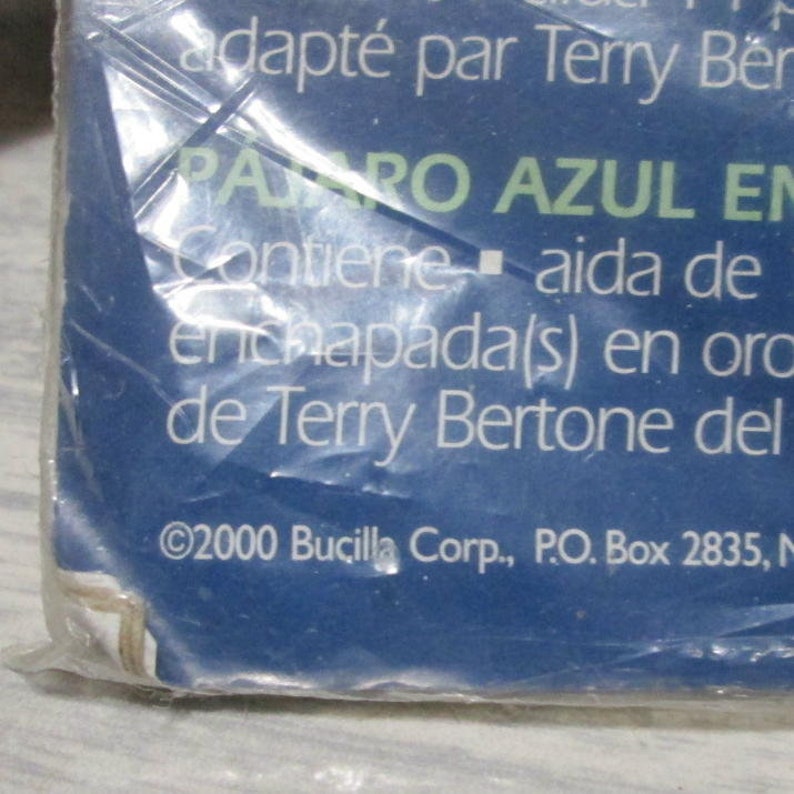 adapté par Terry Ber
PÁJARO AZUL EN
Contiene ▪ aida de
enchapada(s) en oro
de Terry Bertone del
©2000 Bucilla Corp., P.O. Box 2835, N